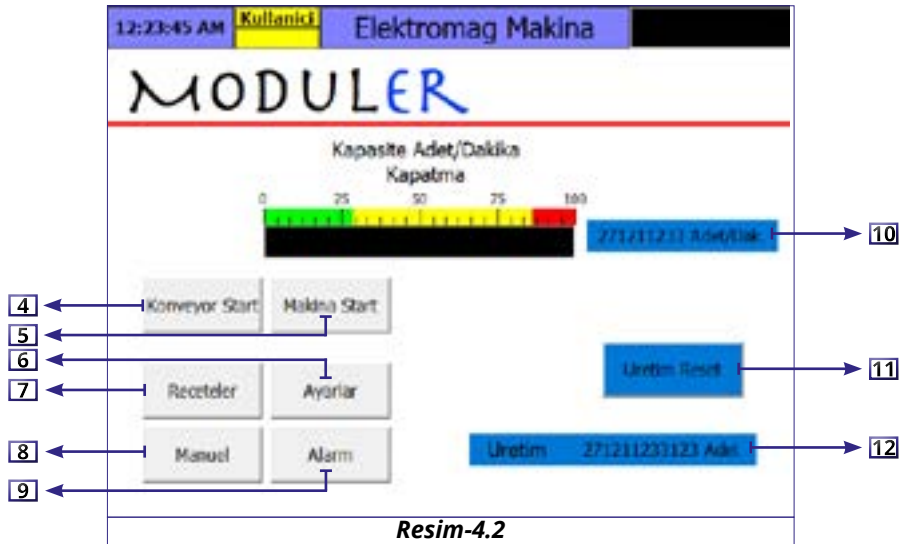 12:23:45 AM Kullanici Elektromag Makina
MODULER
Kapasite Adet/Dakika
Kapatma
0 25 50 75 100
271211233 Adet/Dak. 10
4 Konveyor Start Makina Start
5
6
7 Receteler Ayarlar
Uretim Reset 11
8 Manuel Alarm
Uretim 271211233123 Adet 12
9
Resim-4.2